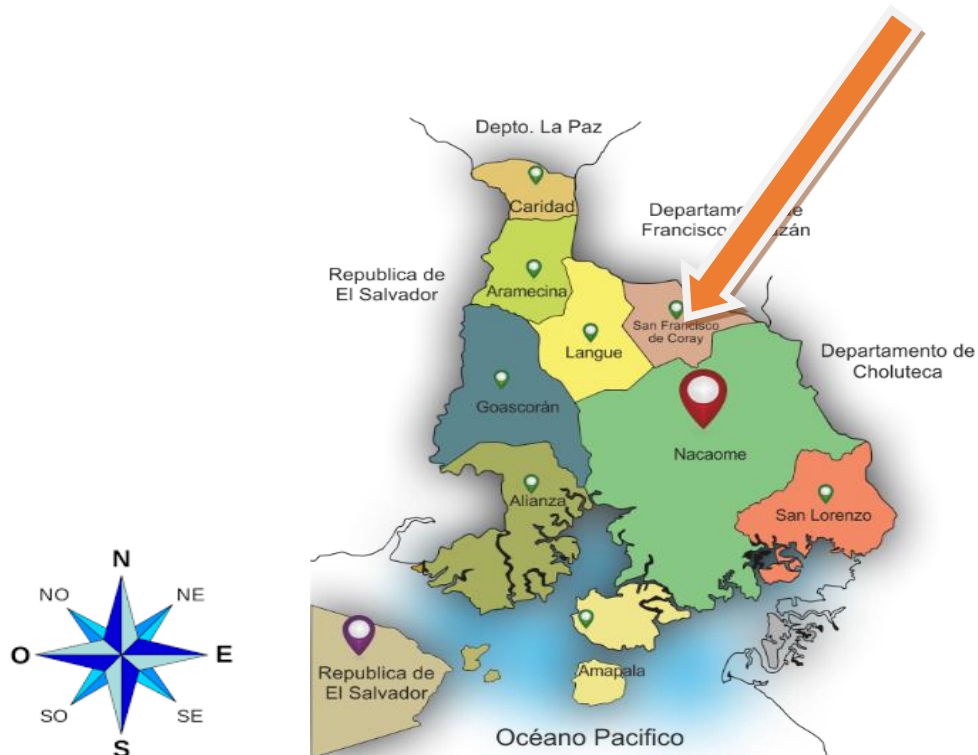 Depto. La Paz
Caridad
Departame de
Francisco zán
Republica de
El Salvador
Aramecina
San Francisco
de Coray
Langue
Departamento de
Choluteca
Goascorán
Nacaome
Alianza
San Lorenzo
N
NO
NE
O
E
SO
SE
S
Republica de
El Salvador
Amapala
Océano Pacifico